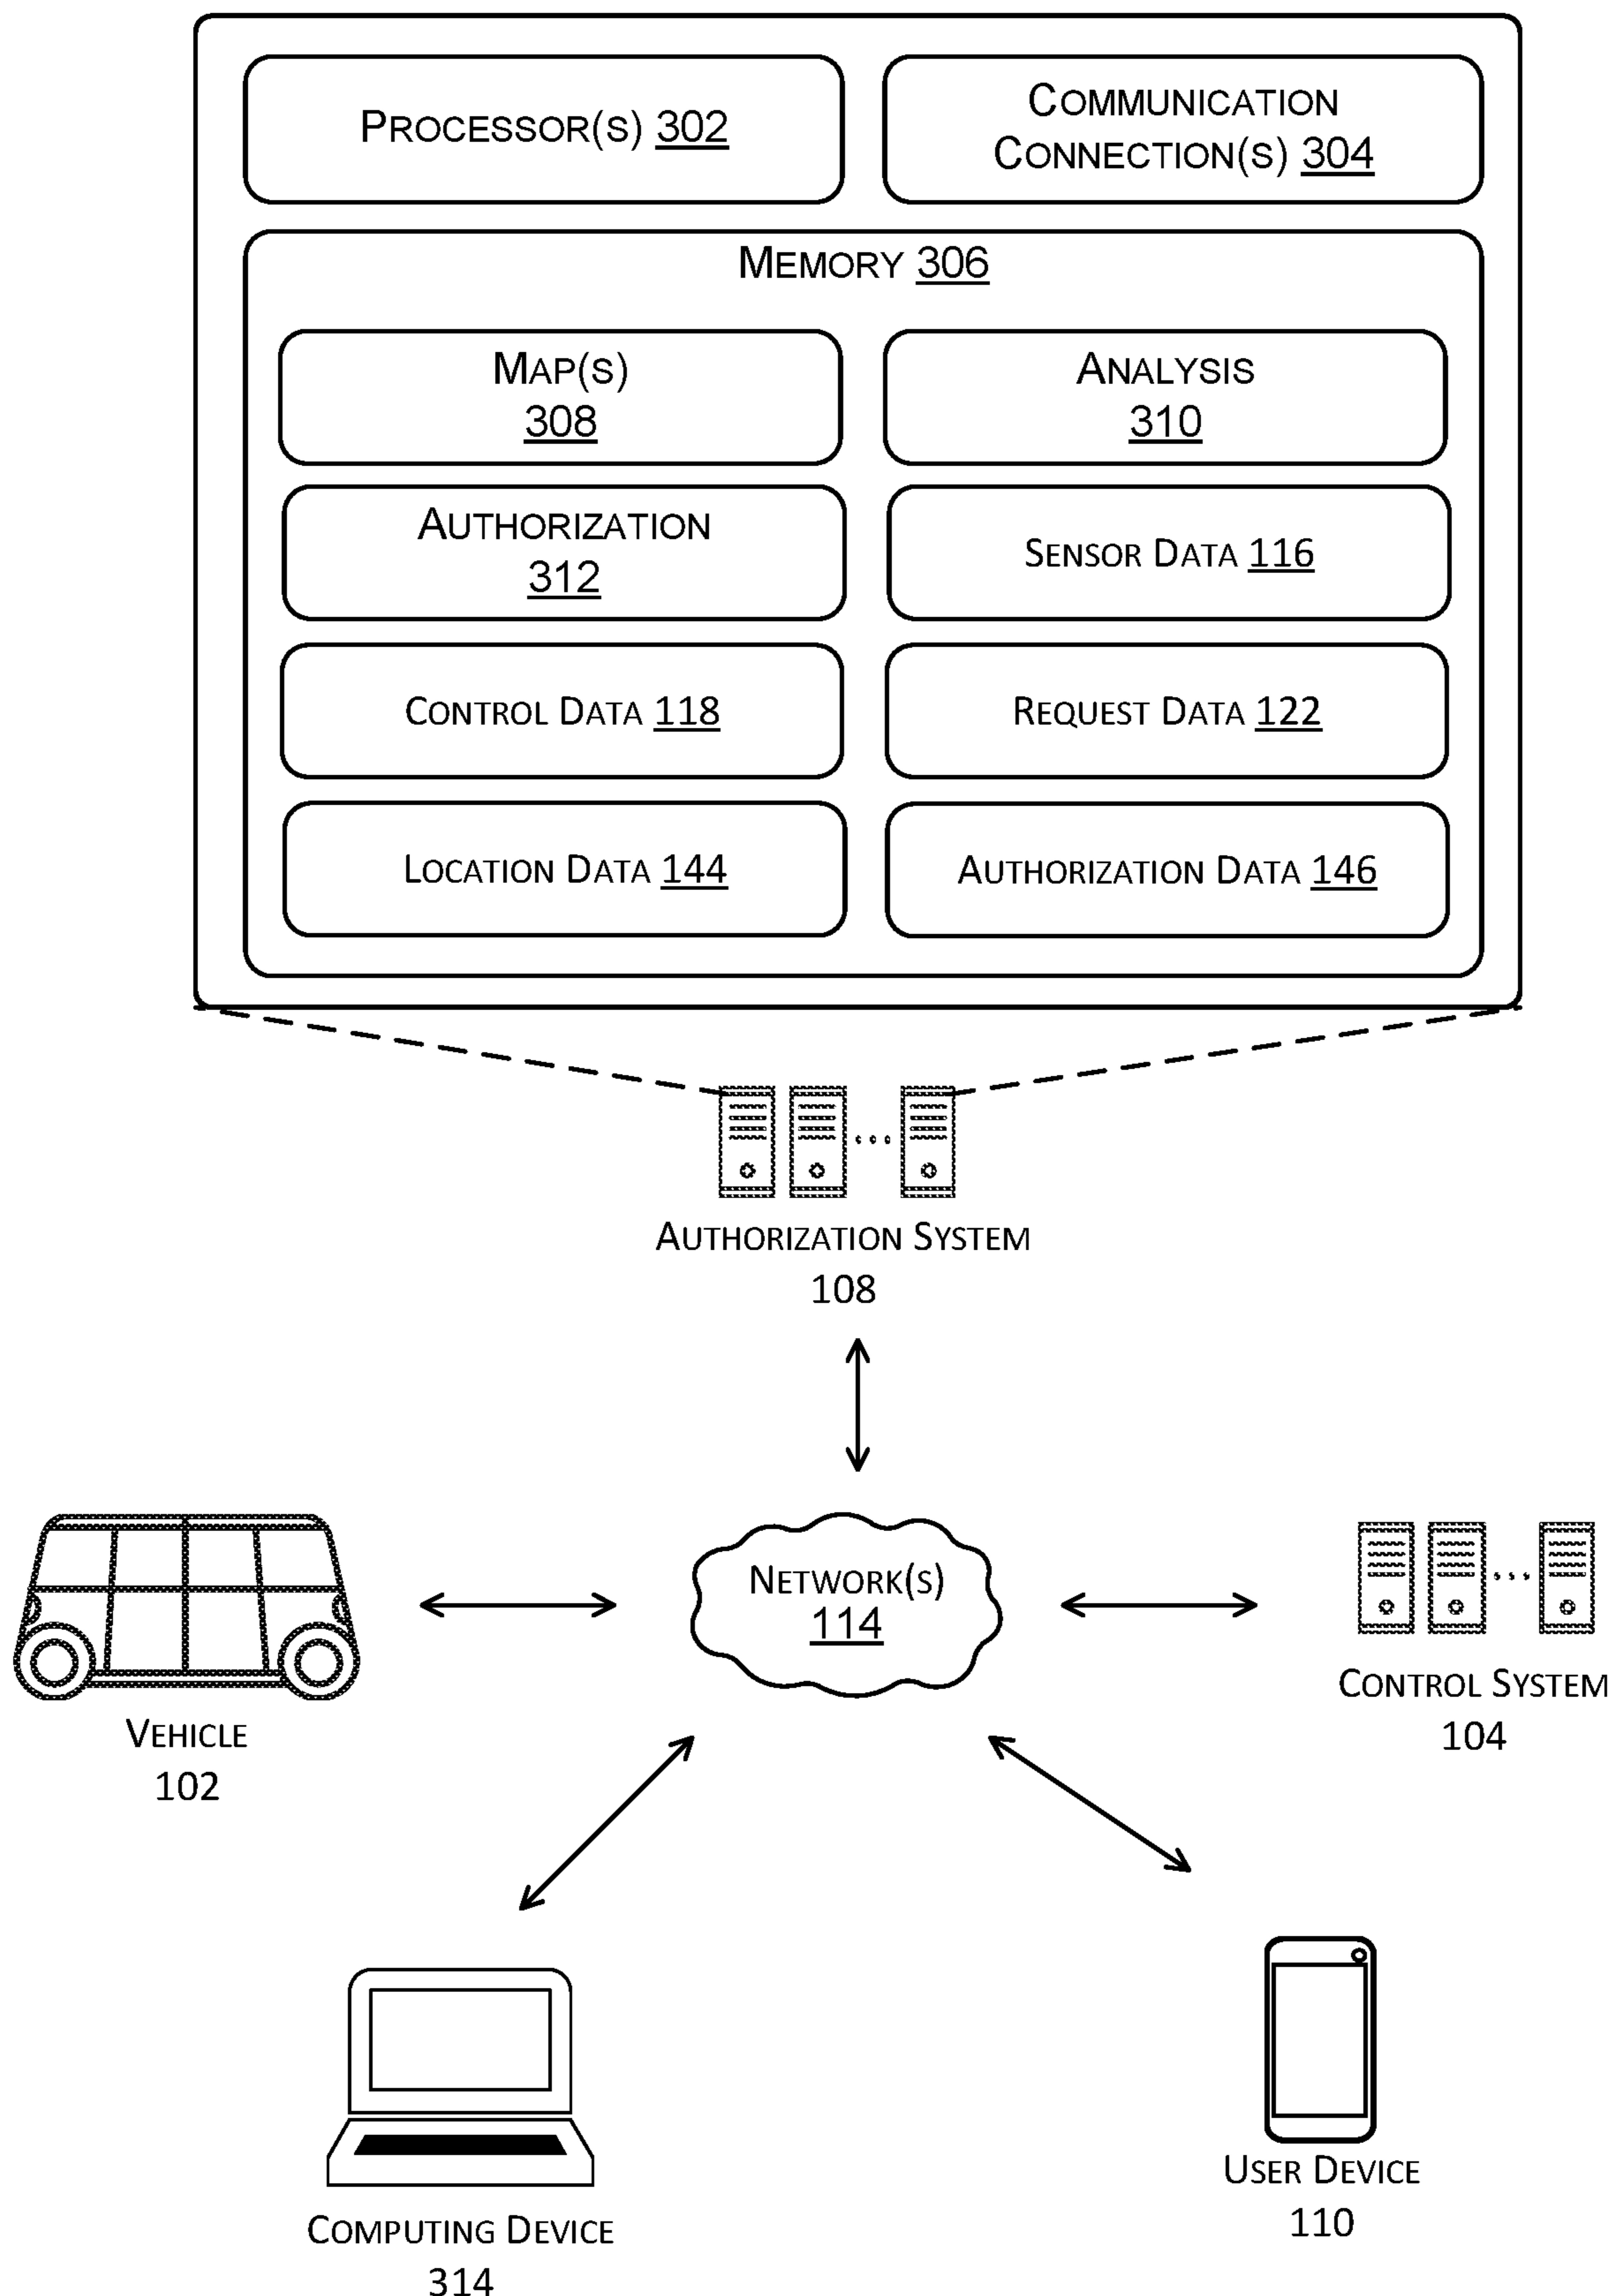 PROCESSOR(S) 302
COMMUNICATION
CONNECTION(S) 304
MEMORY 306
MAP(S)
308
ANALYSIS
310
AUTHORIZATION
312
SENSOR DATA 116
CONTROL DATA 118
REQUEST DATA 122
LOCATION DATA 144
AUTHORIZATION DATA 146
AUTHORIZATION SYSTEM
108
NETWORK(S)
114
VEHICLE
102
CONTROL SYSTEM
104
COMPUTING DEVICE
314
USER DEVICE
110